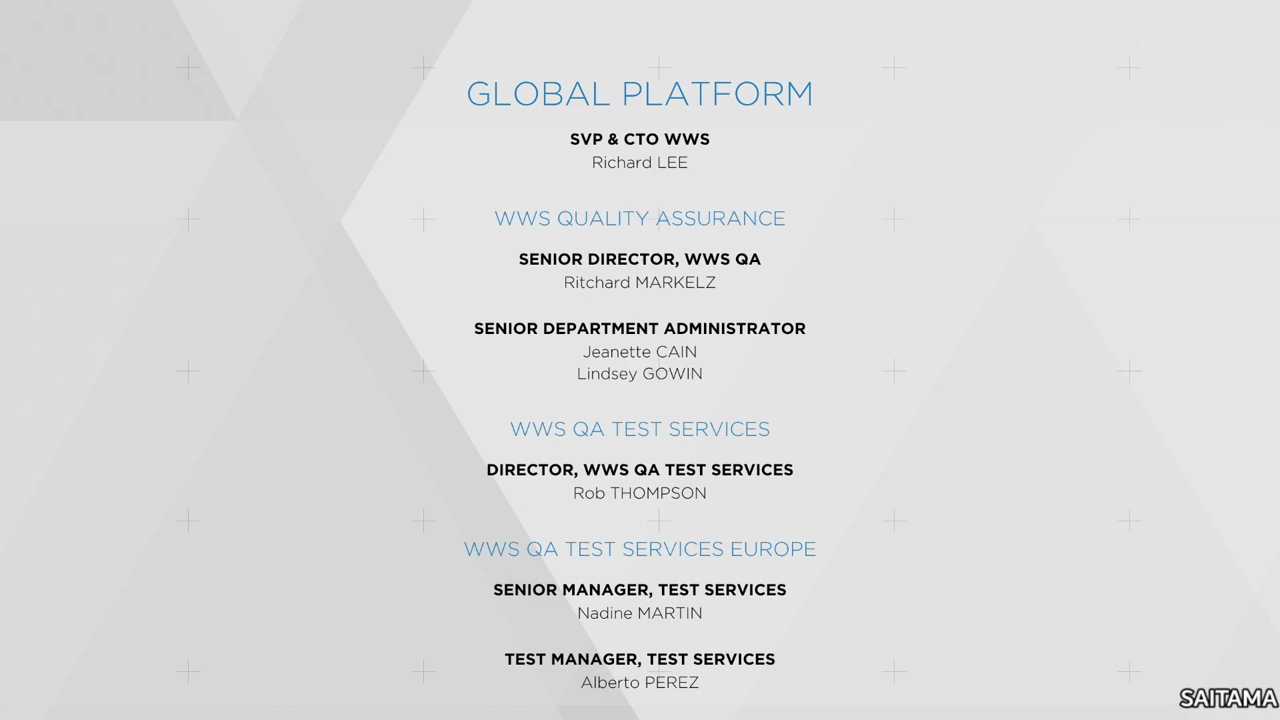 GLOBAL PLATFORM
SVP & CTO WWS
Richard LEE
WWS QUALITY ASSURANCE
SENIOR DIRECTOR, WWS QA
Ritchard MARKELZ
SENIOR DEPARTMENT ADMINISTRATOR
Jeanette CAIN
Lindsey GOWIN
WWS QA TEST SERVICES
DIRECTOR, WWS QA TEST SERVICES
Rob THOMPSON
WWS QA TEST SERVICES EUROPE
SENIOR MANAGER, TEST SERVICES
Nadine MARTIN
TEST MANAGER, TEST SERVICES
Alberto PEREZ
SAITAMA